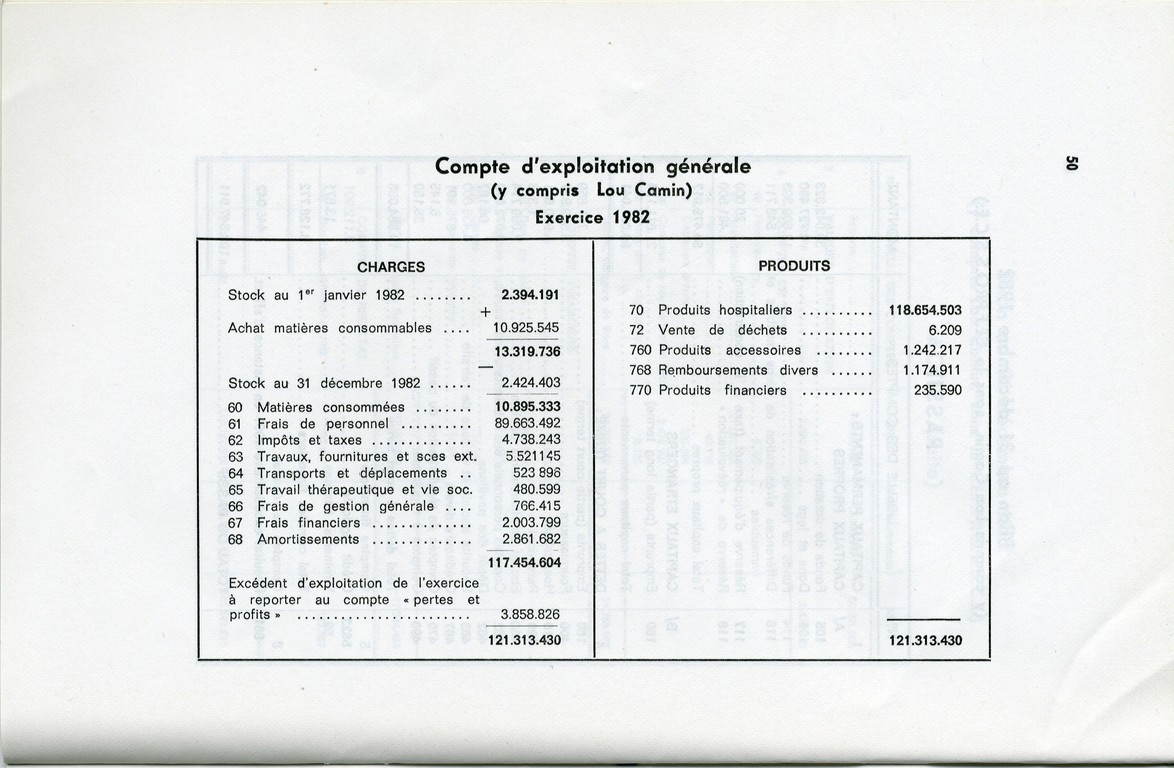 50
Compte d'exploitation générale
(y compris Lou Camin)
Exercice 1982
CHARGES
Stock au 1er janvier 1982 ........ 2.394.191
+
Achat matières consommables .... 10.925.545
13.319.736
—
Stock au 31 décembre 1982 ...... 2.424.403
60 Matières consommées ........ 10.895.333
61 Frais de personnel .......... 89.663.492
62 Impôts et taxes .............. 4.738.243
63 Travaux, fournitures et sces ext. 5.521145
64 Transports et déplacements .. 523 898
65 Travail thérapeutique et vie soc. 480.599
66 Frais de gestion générale .... 766.415
67 Frais financiers .............. 2.003.799
68 Amortissements .............. 2.861.682
117.454.604
Excédent d'exploitation de l'exercice
à reporter au compte « pertes et
profits » ........................ 3.858.826
121.313.430
PRODUITS
70 Produits hospitaliers .......... 118.654.503
72 Vente de déchets .......... 6.209
760 Produits accessoires ........ 1.242.217
768 Remboursements divers ...... 1.174.911
770 Produits financiers .......... 235.590
121.313.430